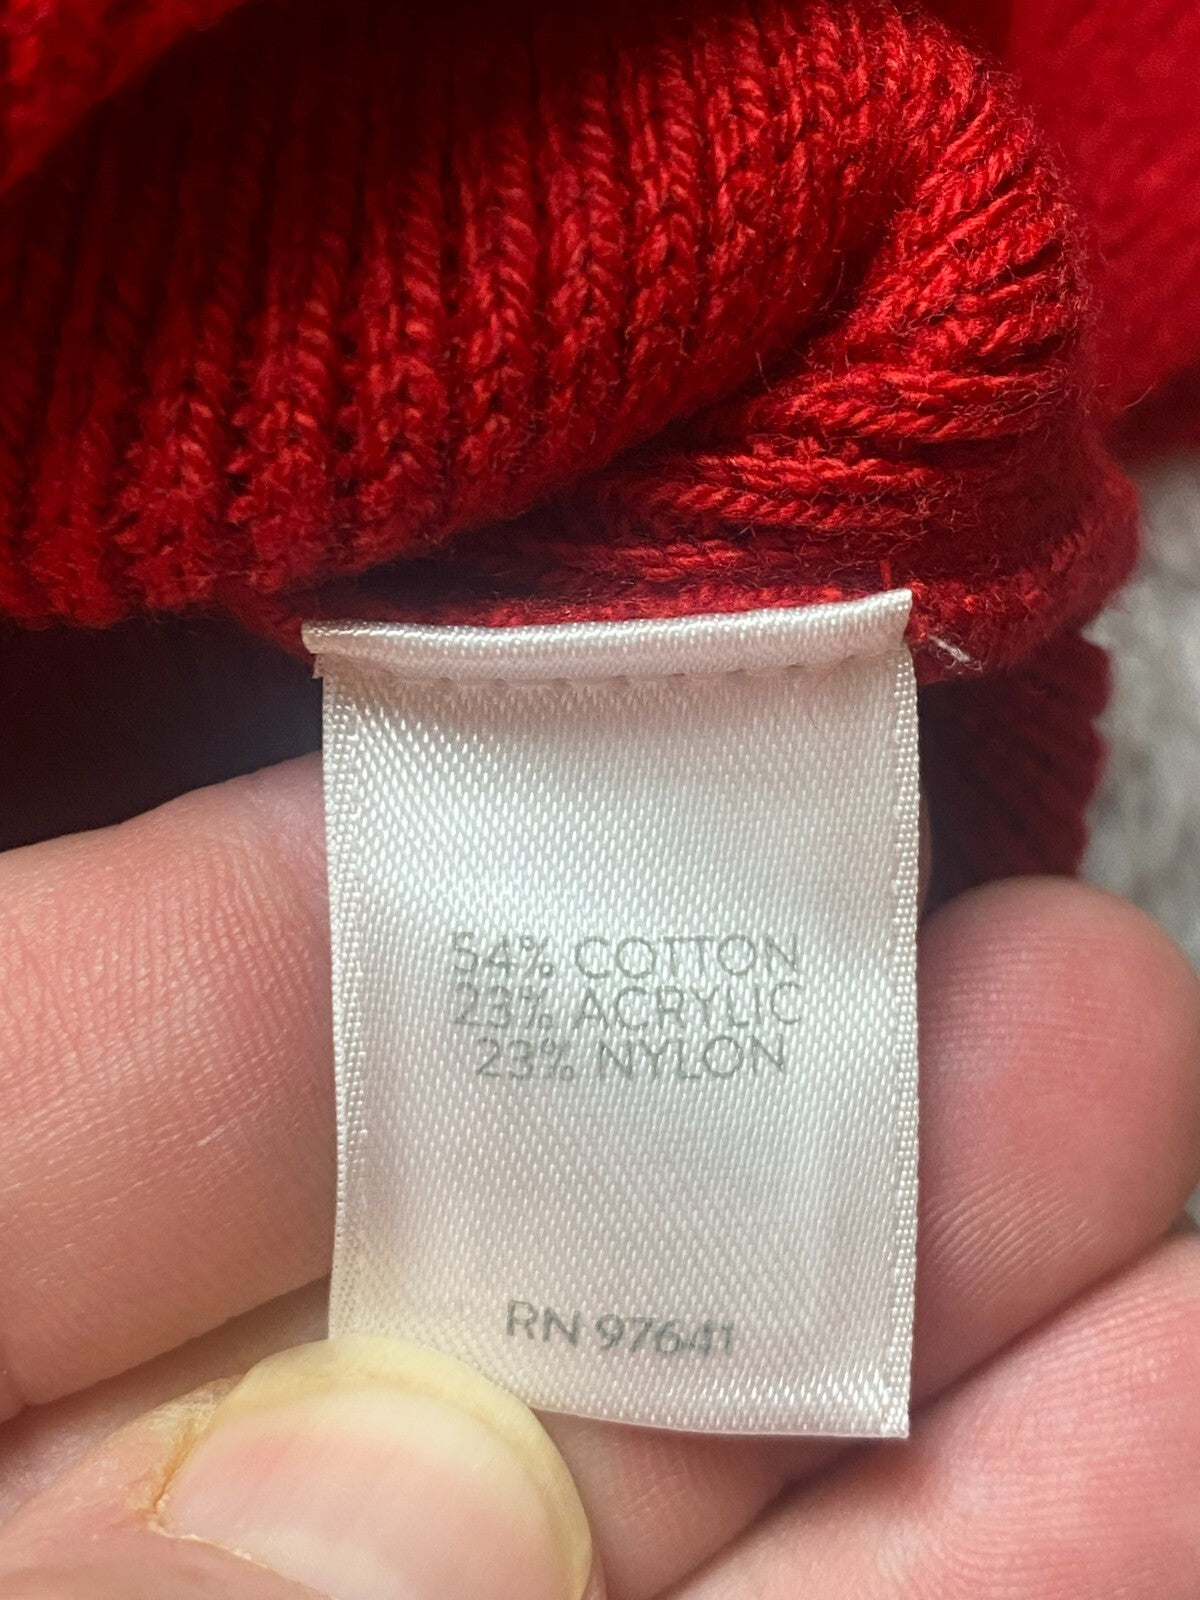 54% COTTON
23% ACRYLIC
23% NYLON
RN 97641